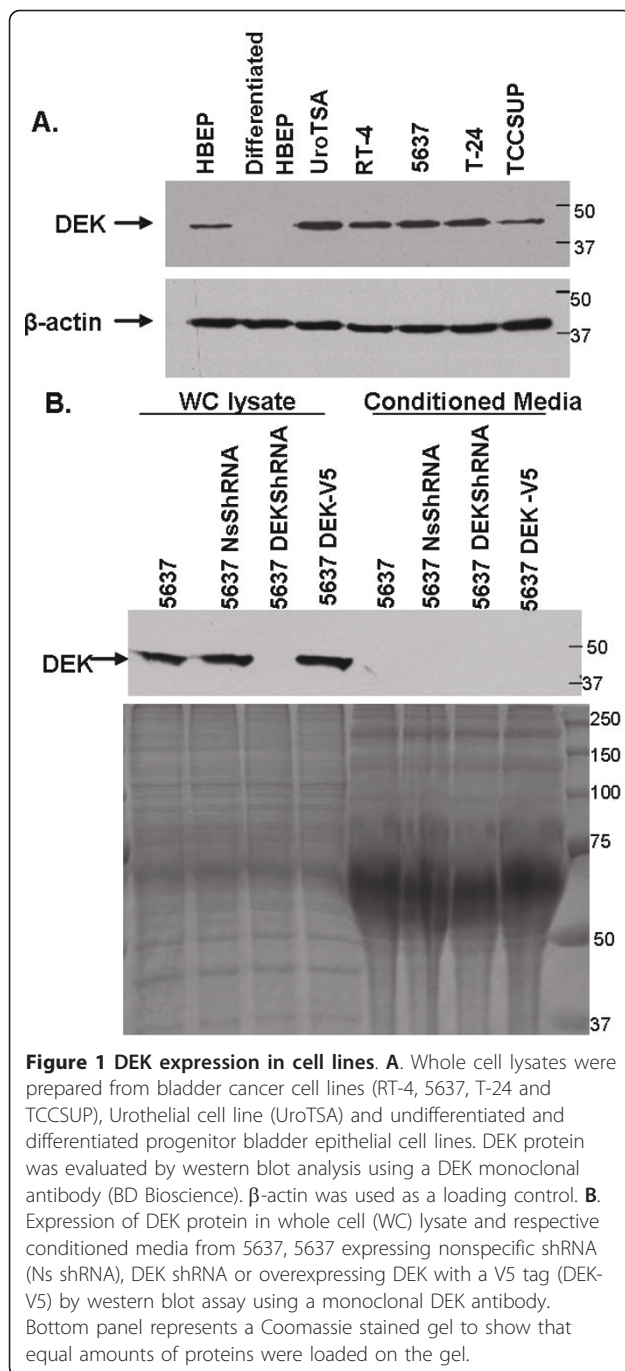 A.
HBEP
Differentiated
HBEP
UroTSA
RT-4
5637
T-24
TCCSUP
DEK
50
37
β-actin
50
37
B.
WC lysate
Conditioned Media
5637
5637 NsShRNA
5637 DEKShRNA
5637 DEK-V5
5637
5637 NsShRNA
5637 DEKShRNA
5637 DEK -V5
DEK
50
37
250
150
100
75
50
37
Figure 1 DEK expression in cell lines. A. Whole cell lysates were
prepared from bladder cancer cell lines (RT-4, 5637, T-24 and
TCCSUP), Urothelial cell line (UroTSA) and undifferentiated and
differentiated progenitor bladder epithelial cell lines. DEK protein
was evaluated by western blot analysis using a DEK monoclonal
antibody (BD Bioscience). β-actin was used as a loading control. B.
Expression of DEK protein in whole cell (WC) lysate and respective
conditioned media from 5637, 5637 expressing nonspecific shRNA
(Ns shRNA), DEK shRNA or overexpressing DEK with a V5 tag (DEK-
V5) by western blot assay using a monoclonal DEK antibody.
Bottom panel represents a Coomassie stained gel to show that
equal amounts of proteins were loaded on the gel.